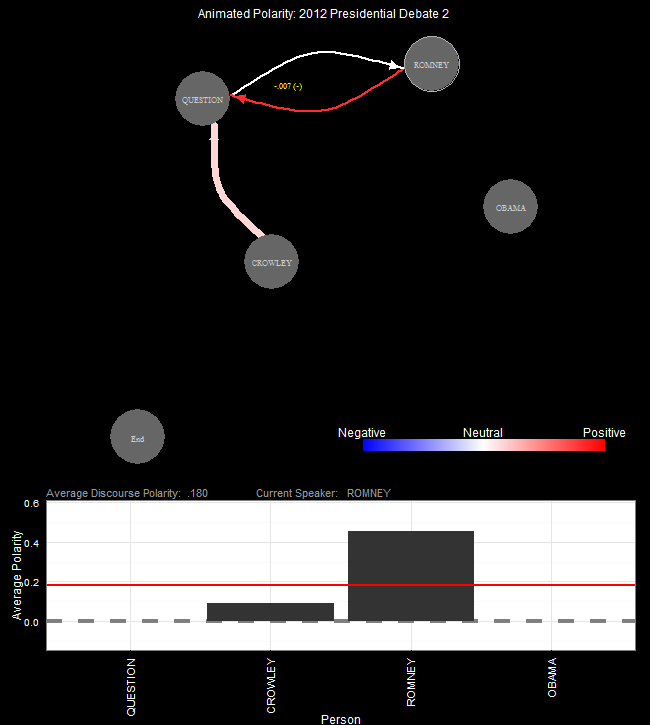 Animated Polarity: 2012 Presidential Debate 2
ROMNEY
QUESTION
-.007 (-)
OBAMA
CROWLEY
End
Negative Neutral Positive
Average Discourse Polarity: .180 Current Speaker: ROMNEY
0.6
0.4
0.2
0.0
Average Polarity
QUESTION
CROWLEY
ROMNEY
OBAMA
Person